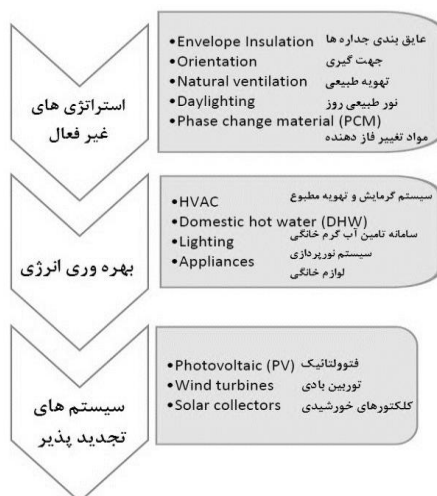 •Envelope Insulation عایق بندی جداره ها
•Orientation جهت گیری
•Natural ventilation تهویه طبیعی
•Daylighting نور طبیعی روز
•Phase change material (PCM)
مواد تغییر فاز دهنده
استراتژی های
غیر فعال
•HVAC سیستم گرمایش و تهویه مطبوع
•Domestic hot water (DHW)
•Lighting سامانه تامین آب گرم خانگی
•Appliances سیستم نورپردازی
لوازم خانگی
بهره وری انرژی
•Photovoltaic (PV) فتوولتائیک
•Wind turbines توربین بادی
•Solar collectors کلکتورهای خورشیدی
سیستم های
تجدید پذیر